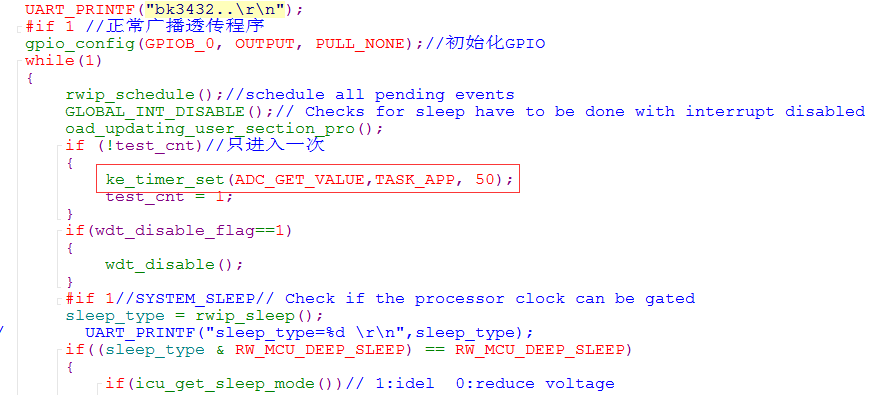 UART_PRINTF("bk3432..\r\n");
#if 1 //正常广播透传程序
gpio_config(GPIOB_0, OUTPUT, PULL_NONE);//初始化GPIO
while(1)
{
rwip_schedule();//schedule all pending events
GLOBAL_INT_DISABLE();// Checks for sleep have to be done with interrupt disabled
oad_updating_user_section_pro();
if (!test_cnt)//只进入一次
{
ke_timer_set(ADC_GET_VALUE,TASK_APP, 50);
test_cnt = 1;
}
if(wdt_disable_flag==1)
{
wdt_disable();
}
#if 1//SYSTEM_SLEEP// Check if the processor clock can be gated
sleep_type = rwip_sleep();
/ UART_PRINTF("sleep_type=%d \r\n",sleep_type);
if((sleep_type & RW_MCU_DEEP_SLEEP) == RW_MCU_DEEP_SLEEP)
{
if(icu_get_sleep_mode())// 1:idel 0:reduce voltage